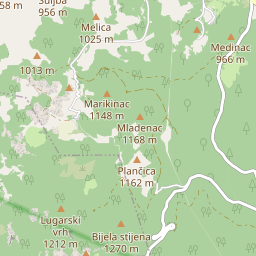 Suljba
956 m
58 m
Melica
1025 m
Medinac
966 m
1013 m
Marikinac
1148 m
Mladenac
1168 m
Plančica
1162 m
Lugarski
vrh
1212 m
Bijela stijena
1270 m